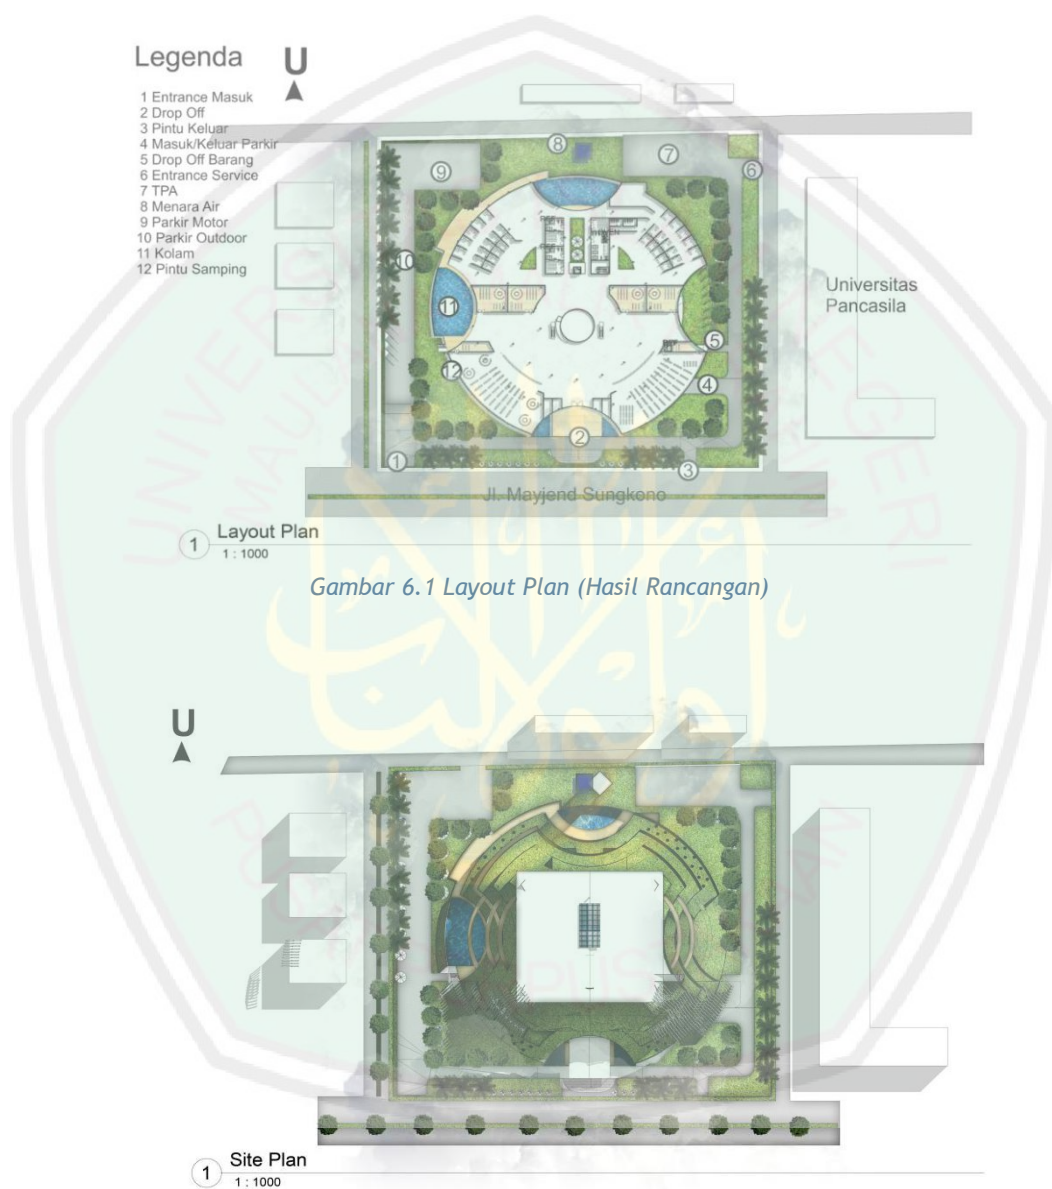 Legenda
U
1 Entrance Masuk
2 Drop Off
3 Pintu Keluar
4 Masuk/Keluar Parkir
5 Drop Off Barang
6 Entrance Service
7 TPA
8 Menara Air
9 Parkir Motor
10 Parkir Outdoor
11 Kolam
12 Pintu Samping
8
7
9
6
10
11
5
12
4
2
1
3
Universitas
Pancasila
Jl. Mayjend Sungkono
1 Layout Plan
1 : 1000
Gambar 6.1 Layout Plan (Hasil Rancangan)
U
1 Site Plan
1 : 1000